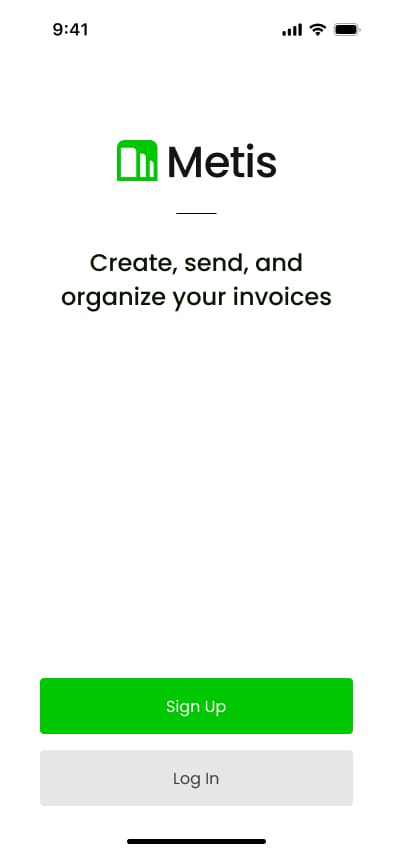 9:41
Metis
Create, send, and
organize your invoices
Sign Up
Log In